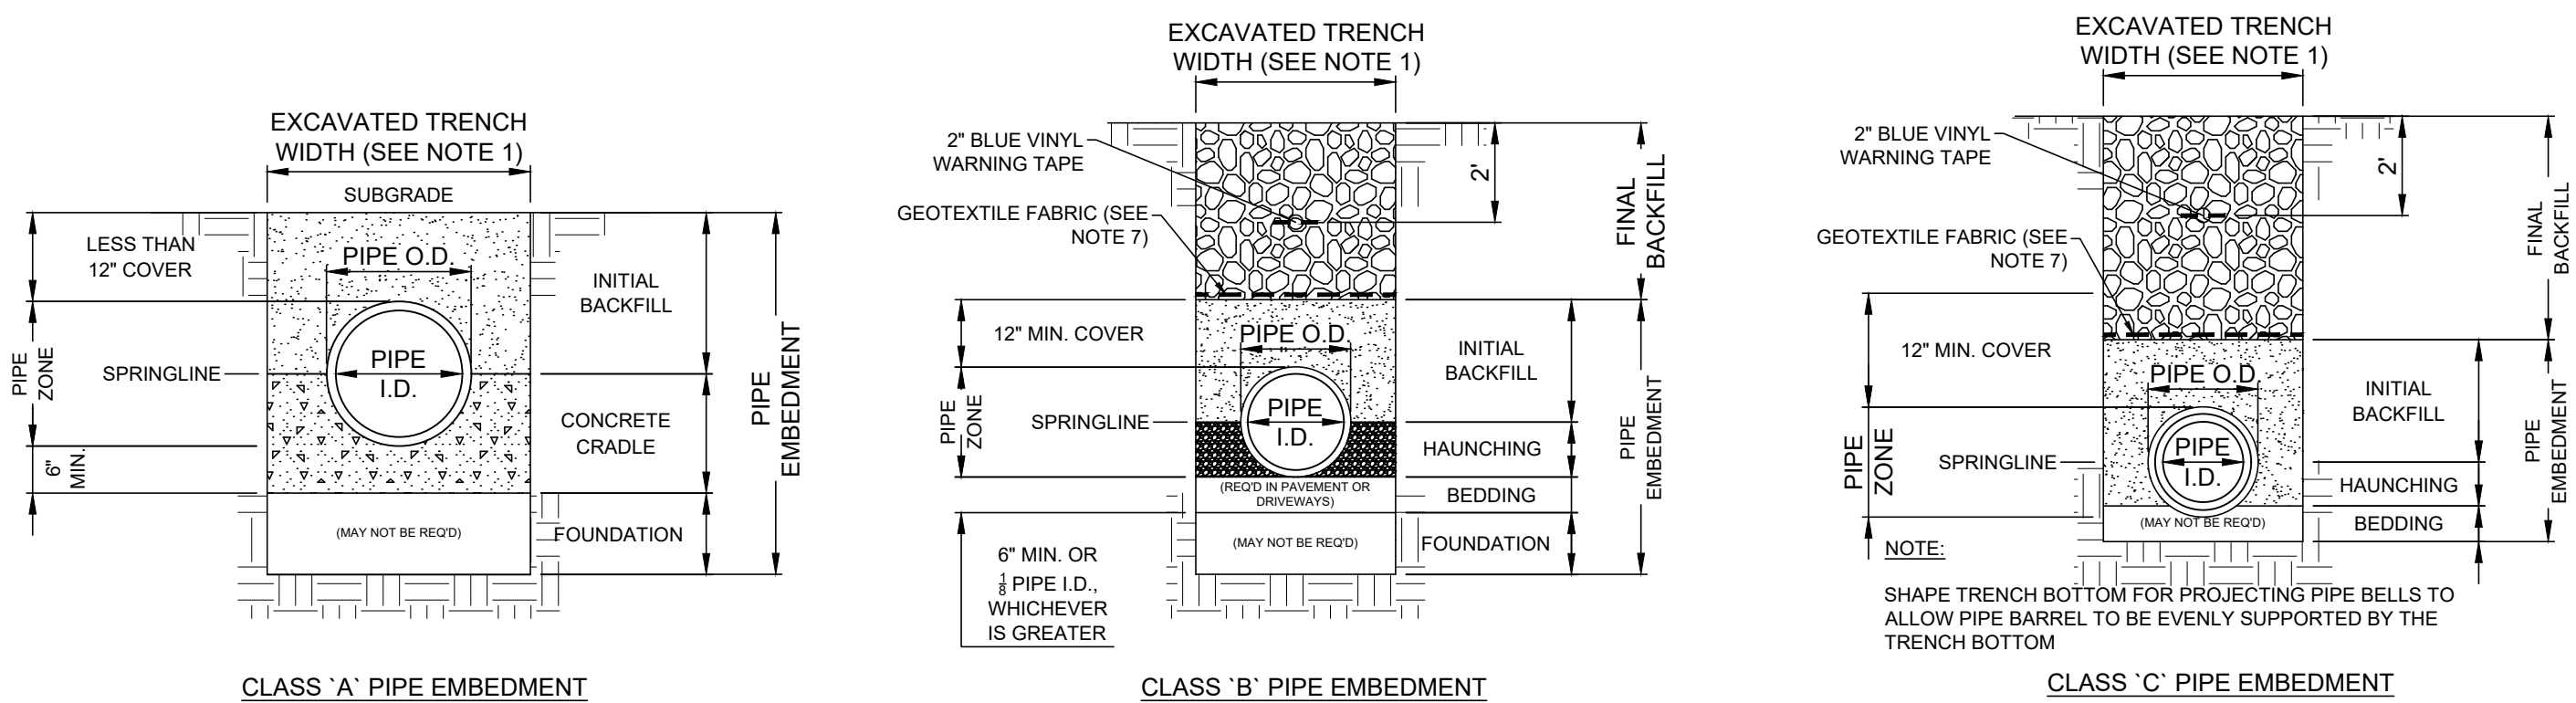 EXCAVATED TRENCH
WIDTH (SEE NOTE 1)
SUBGRADE
LESS THAN
12" COVER
PIPE O.D.
INITIAL
BACKFILL
PIPE
ZONE
SPRINGLINE
PIPE
I.D.
CONCRETE
CRADLE
PIPE
EMBEDMENT
6"
MIN.
(MAY NOT BE REQ'D)
FOUNDATION
CLASS `A` PIPE EMBEDMENT
EXCAVATED TRENCH
WIDTH (SEE NOTE 1)
2" BLUE VINYL
WARNING TAPE
2'
GEOTEXTILE FABRIC (SEE
NOTE 7)
FINAL
BACKFILL
12" MIN. COVER
PIPE O.D.
INITIAL
BACKFILL
PIPE
ZONE
SPRINGLINE
PIPE
I.D.
HAUNCHING
PIPE
EMBEDMENT
(REQ'D IN PAVEMENT OR
DRIVEWAYS)
BEDDING
(MAY NOT BE REQ'D)
FOUNDATION
6" MIN. OR
1/8 PIPE I.D.,
WHICHEVER
IS GREATER
CLASS `B` PIPE EMBEDMENT
EXCAVATED TRENCH
WIDTH (SEE NOTE 1)
2" BLUE VINYL
WARNING TAPE
2'
GEOTEXTILE FABRIC (SEE
NOTE 7)
FINAL
BACKFILL
12" MIN. COVER
PIPE O.D
INITIAL
BACKFILL
PIPE
ZONE
SPRINGLINE
PIPE
I.D.
HAUNCHING
PIPE
EMBEDMENT
(MAY NOT BE REQ'D)
BEDDING
NOTE:
SHAPE TRENCH BOTTOM FOR PROJECTING PIPE BELLS TO
ALLOW PIPE BARREL TO BE EVENLY SUPPORTED BY THE
TRENCH BOTTOM
CLASS `C` PIPE EMBEDMENT